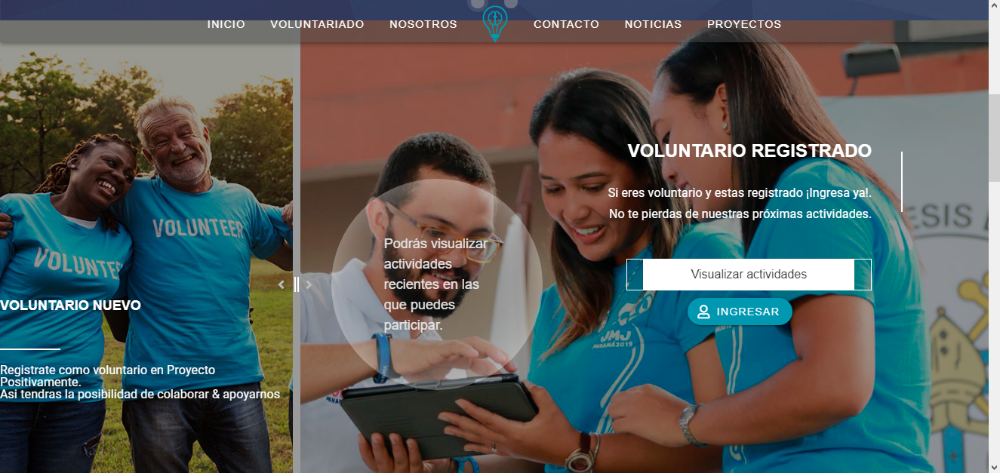 INICIO VOLUNTARIADO NOSOTROS CONTACTO NOTICIAS PROYECTOS
VOLUNTEER
VOLUNTE
VOLUNTARIO NUEVO
Registrate como voluntario en Proyecto
Positivamente.
Asi tendras la posibilidad de colaborar & apoyarnos
Podrás visualizar
actividades
recientes en las
que puedes
participar.
VOLUNTARIO REGISTRADO
Si eres voluntario y estas registrado ¡Ingresa ya!.
No te pierdas de nuestras próximas actividades.
Visualizar actividades
INGRESAR
JMJ
PANAMÁ2019
ESIS